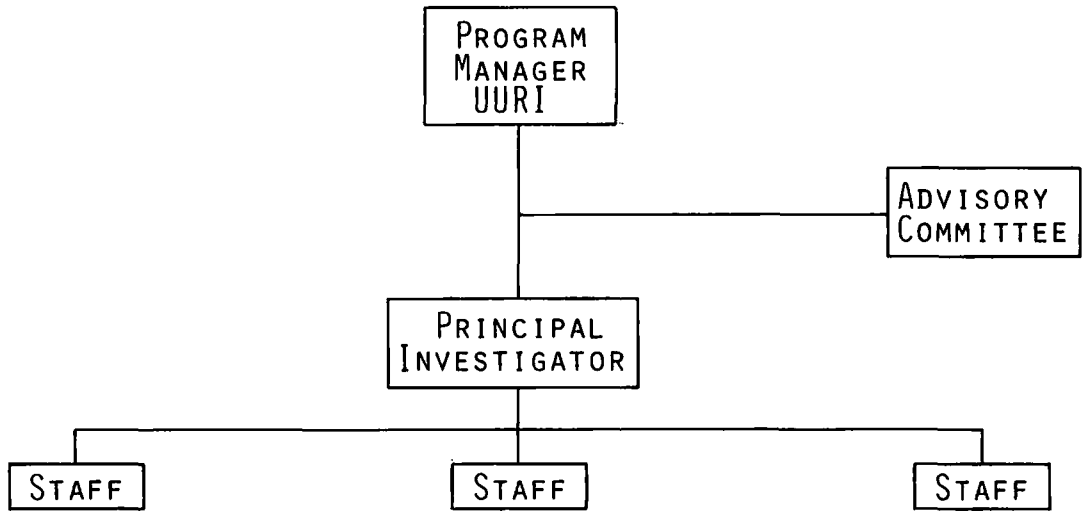 PROGRAM
MANAGER
UURI
ADVISORY
COMMITTEE
PRINCIPAL
INVESTIGATOR
STAFF
STAFF
STAFF